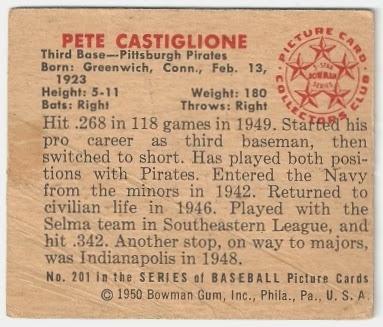 PETE CASTIGLIONE
Third Base—Pittsburgh Pirates
Born: Greenwich, Conn., Feb. 13,
1923
Height: 5-11 Weight: 180
Bats: Right Throws: Right
PICTURE CARD
5-STAR
BOWMAN
SERIES
COLLECTORS CLUB
Hit .268 in 118 games in 1949. Started his
pro career as third baseman, then
switched to short. Has played both posi-
tions with Pirates. Entered the Navy
from the minors in 1942. Returned to
civilian life in 1946. Played with the
Selma team in Southeastern League, and
hit .342. Another stop, on way to majors,
was Indianapolis in 1948.
No. 201 in the SERIES of BASEBALL Picture Cards
© 1950 Bowman Gum, Inc., Phila., Pa., U. S. A.